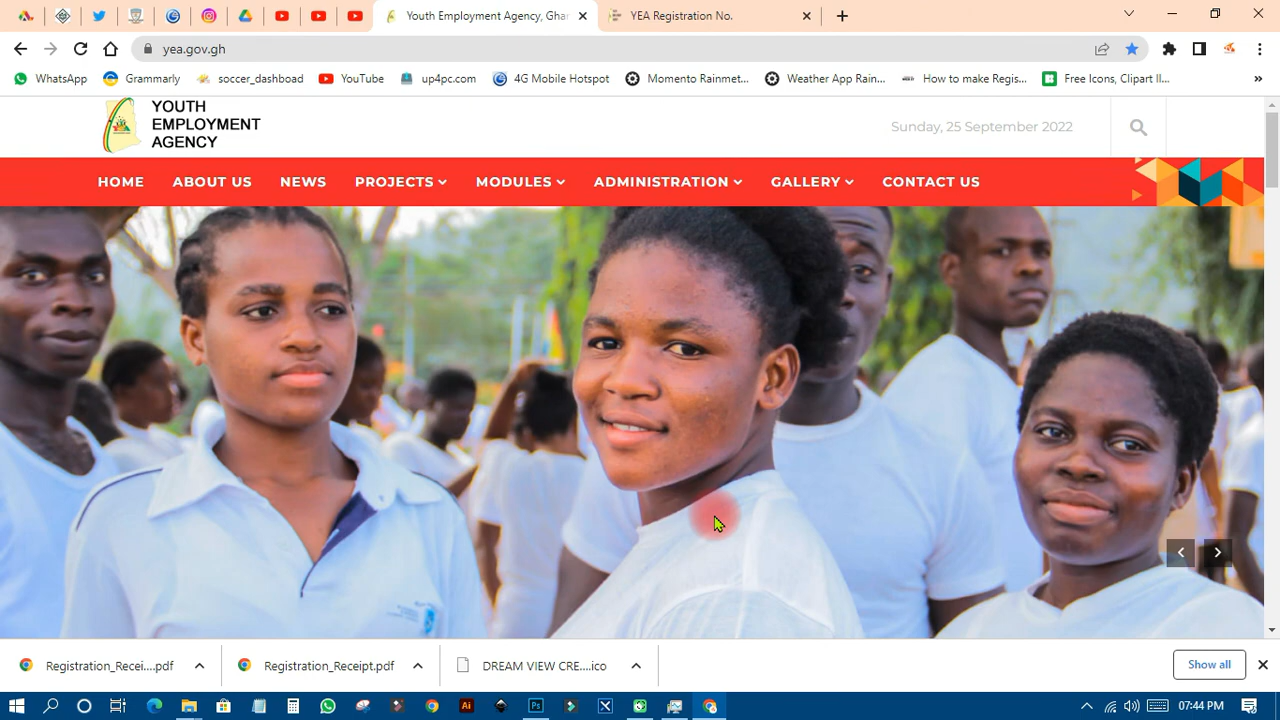 Youth Employment Agency, Ghar
YEA Registration No.
yea.gov.gh
WhatsApp
Grammarly
soccer_dashboad
YouTube
up4pc.com
4G Mobile Hotspot
Momento Rainmet...
Weather App Rain...
How to make Regis...
Free Icons, Clipart Il...
»
YOUTH
EMPLOYMENT
AGENCY
Sunday, 25 September 2022
HOME ABOUT US NEWS PROJECTS MODULES ADMINISTRATION GALLERY CONTACT US
Registration_Recei....pdf
Registration_Receipt.pdf
DREAM VIEW CRE....ico
Show all
07:44 PM